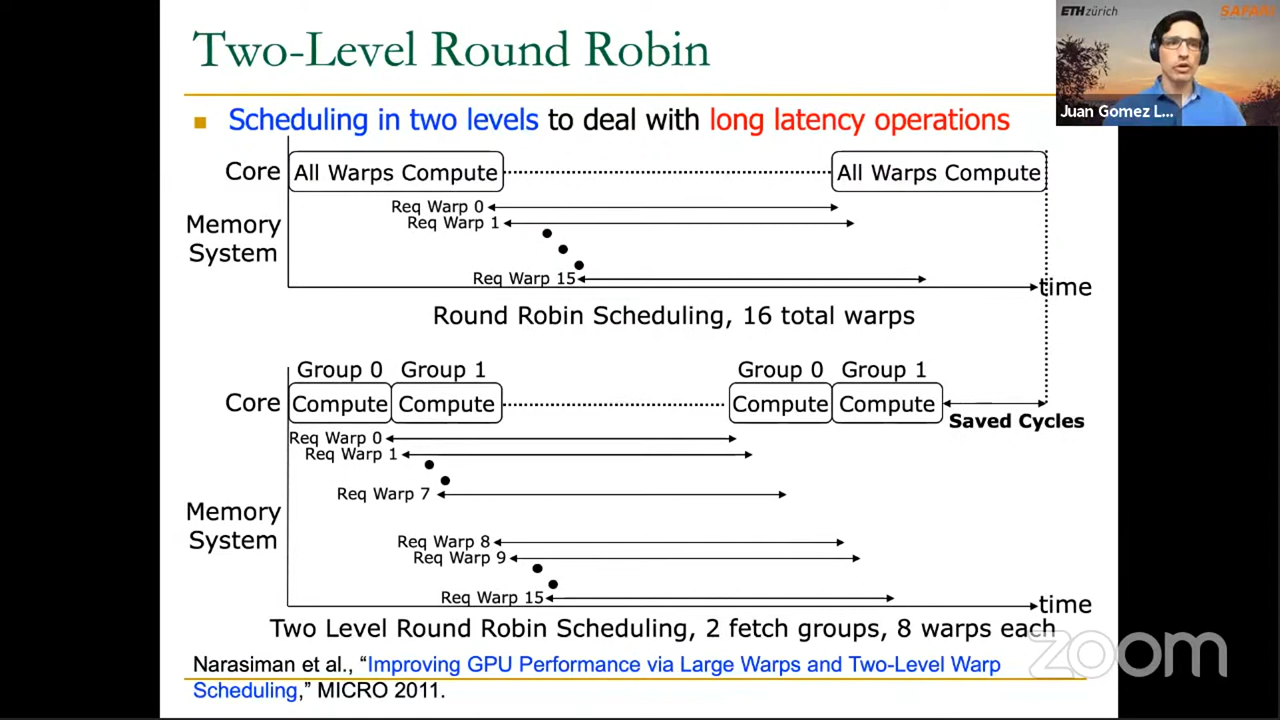 Two-Level Round Robin
ETH zürich
SAFARI
Juan Gomez L...
Scheduling in two levels to deal with long latency operations
Core
All Warps Compute
All Warps Compute
Req Warp 0
Req Warp 1
Memory
System
Req Warp 15
time
Round Robin Scheduling, 16 total warps
Group 0
Group 1
Group 0
Group 1
Core
Compute
Compute
Compute
Compute
Saved Cycles
Req Warp 0
Req Warp 1
Req Warp 7
Memory
System
Req Warp 8
Req Warp 9
Req Warp 15
time
Two Level Round Robin Scheduling, 2 fetch groups, 8 warps each
zoom
Narasiman et al., “Improving GPU Performance via Large Warps and Two-Level Warp
Scheduling,” MICRO 2011.